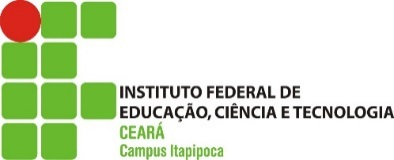 INSTITUTO FEDERAL DE
EDUCAÇÃO, CIÊNCIA E TECNOLOGIA
CEARÁ
Campus Itapipoca